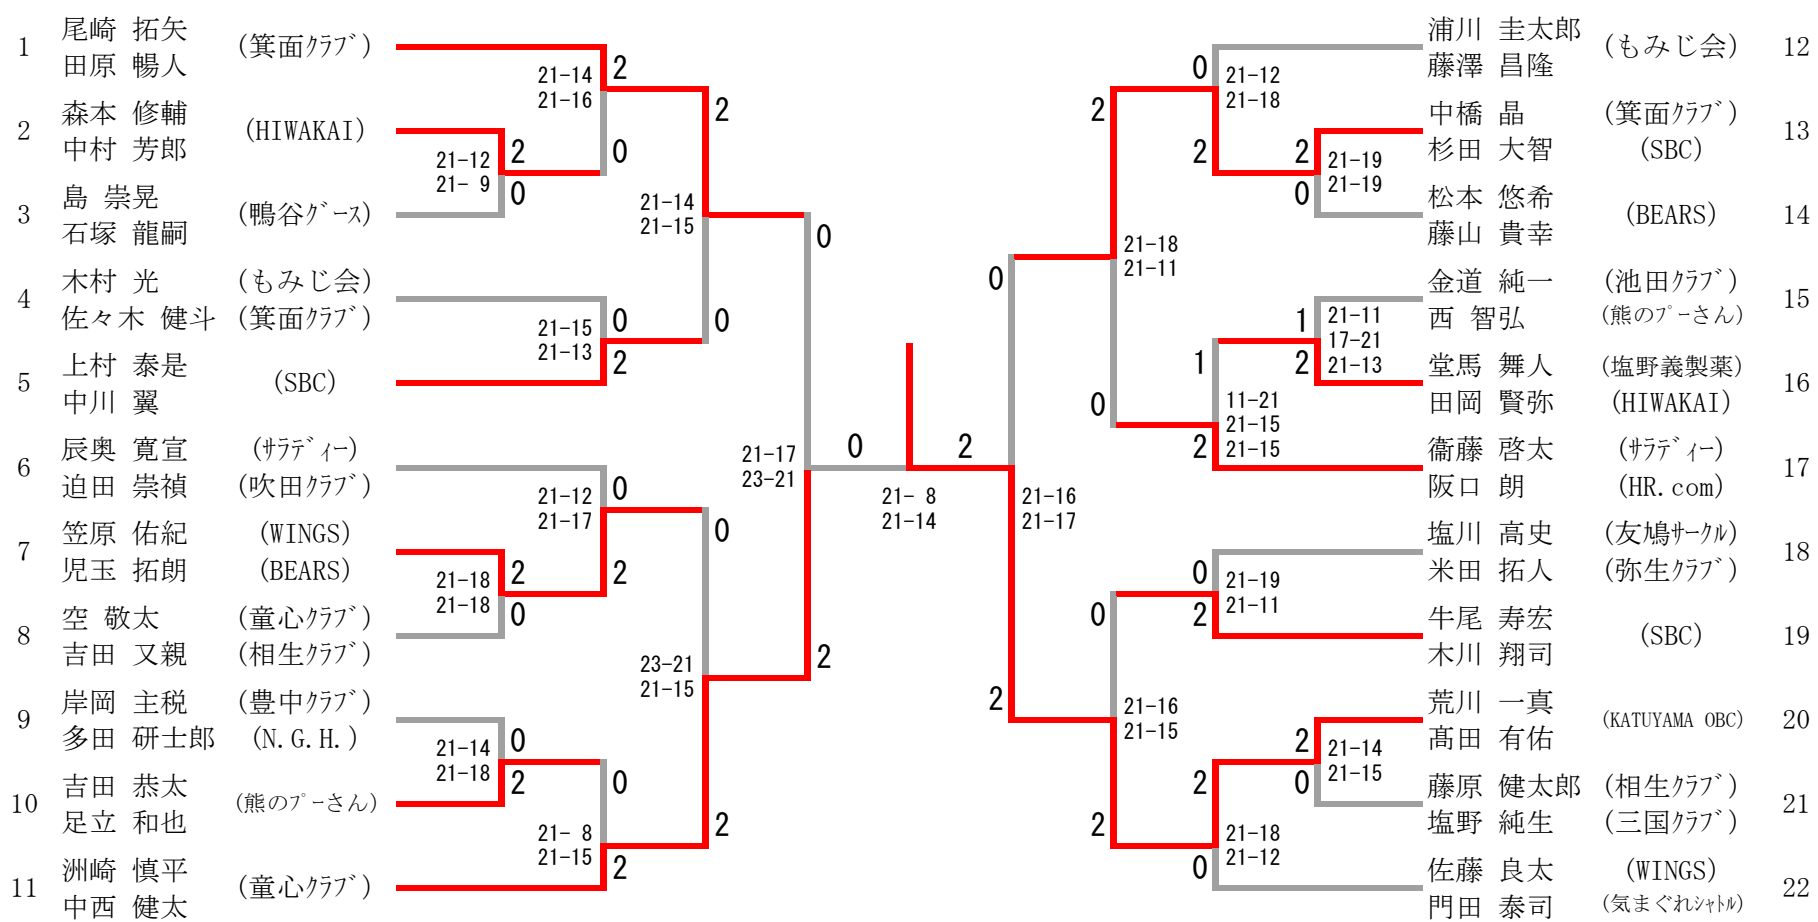 1 尾崎 拓矢 (箕面ｸﾗﾌﾞ)
田原 暢人
2 森本 修輔 (HIWAKAI)
中村 芳郎
3 島 崇晃 (鴨谷ｸﾞｰｽ)
石塚 龍嗣
4 木村 光 (もみじ会)
佐々木 健斗 (箕面ｸﾗﾌﾞ)
5 上村 泰是 (SBC)
中川 翼
6 辰奥 寛宣 (ｻﾗﾃﾞｨｰ)
迫田 崇禎 (吹田ｸﾗﾌﾞ)
7 笠原 佑紀 (WINGS)
児玉 拓朗 (BEARS)
8 空 敬太 (童心ｸﾗﾌﾞ)
吉田 又親 (相生ｸﾗﾌﾞ)
9 岸岡 主税 (豊中ｸﾗﾌﾞ)
多田 研士郎 (N.G.H.)
10 吉田 恭太 (熊のﾌﾟｰさん)
足立 和也
11 洲崎 慎平 (童心ｸﾗﾌﾞ)
中西 健太
21-12 2
21- 9 0
21-18 2
21-18 0
21-14 0
21-18 2
21-14 2
21-16 0
21-15 0
21-13 2
21-12 0
21-17 2
21- 8 0
21-15 2
2
21-14
21-15
0
0
23-21
21-15
2
0
21-17
23-21
2
0 2
21- 8
21-14
0
21-16
21-17
2
2
21-18
21-11
0
0
21-16
21-15
2
0 21-12
2 21-18
1
11-21
21-15
2 21-15
0 21-19
2 21-11
2 21-18
0 21-12
2 21-19
0 21-19
1 21-11
17-21
2 21-13
2 21-14
0 21-15
浦川 圭太郎 (もみじ会) 12
藤澤 昌隆
中橋 晶 (箕面ｸﾗﾌﾞ) 13
杉田 大智 (SBC)
松本 悠希 (BEARS) 14
藤山 貴幸
金道 純一 (池田ｸﾗﾌﾞ) 15
西 智弘 (熊のﾌﾟｰさん)
堂馬 舞人 (塩野義製薬) 16
田岡 賢弥 (HIWAKAI)
衞藤 啓太 (ｻﾗﾃﾞｨｰ) 17
阪口 朗 (HR.com)
塩川 高史 (友鳩ｻｰｸﾙ) 18
米田 拓人 (弥生ｸﾗﾌﾞ)
牛尾 寿宏 (SBC) 19
木川 翔司
荒川 一真 (KATUYAMA OBC) 20
髙田 有佑
藤原 健太郎 (相生ｸﾗﾌﾞ) 21
塩野 純生 (三国ｸﾗﾌﾞ)
佐藤 良太 (WINGS) 22
門田 泰司 (気まぐれｼｬﾄﾙ)